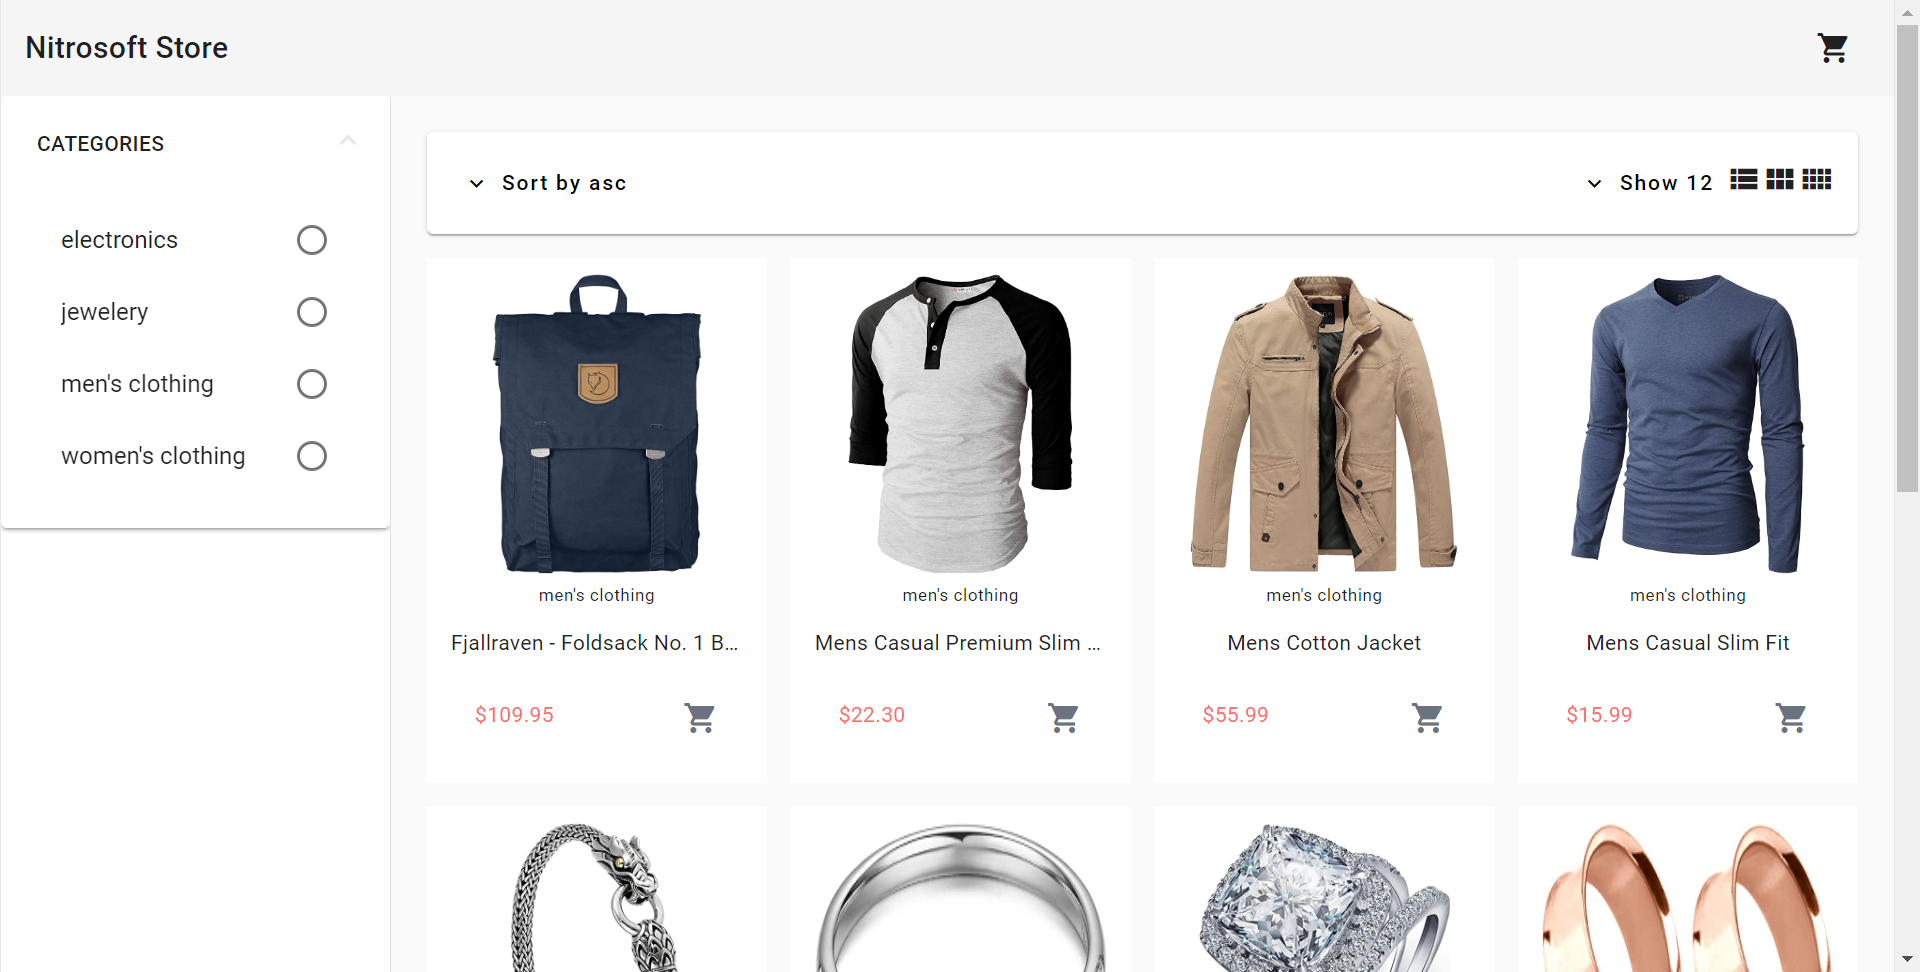 Nitrosoft Store
CATEGORIES
electronics
jewelery
men's clothing
women's clothing
Sort by asc
Show 12
men's clothing
Fjallraven - Foldsack No. 1 B...
$109.95
men's clothing
Mens Casual Premium Slim ...
$22.30
men's clothing
Mens Cotton Jacket
$55.99
men's clothing
Mens Casual Slim Fit
$15.99